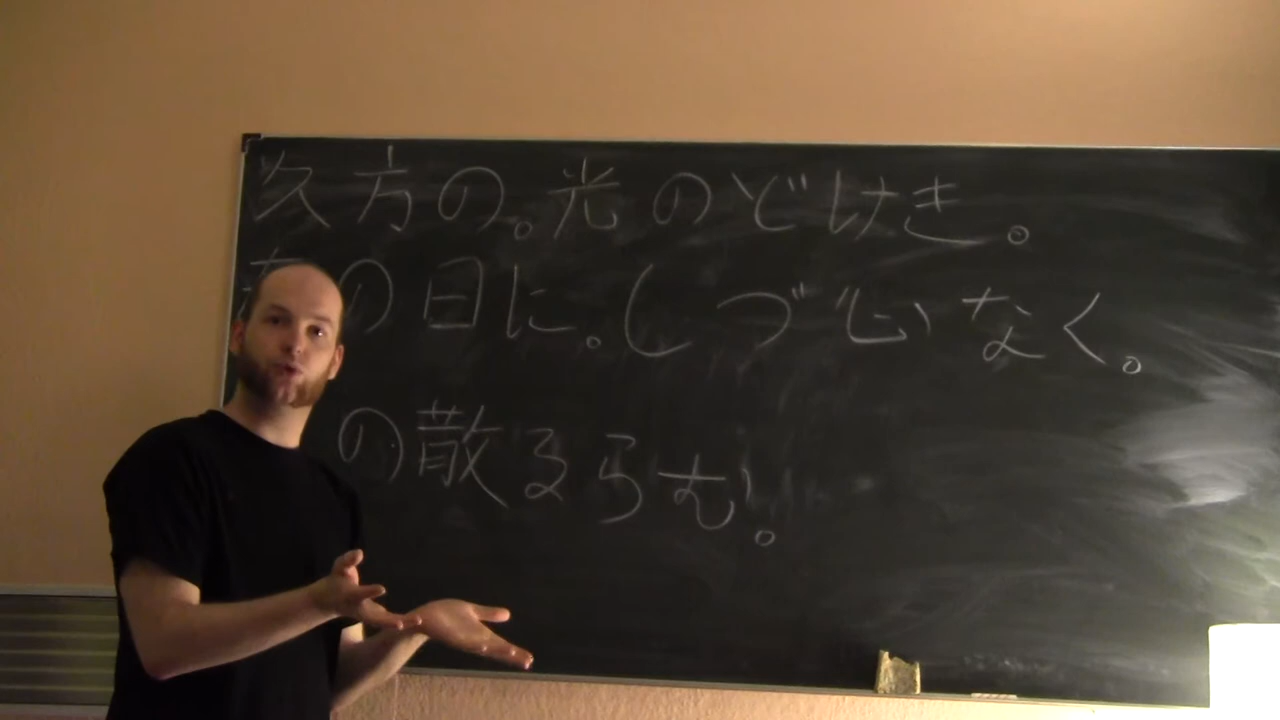 久方の。光のどけき。
の日に。しづ心なく。
の散るらむ。